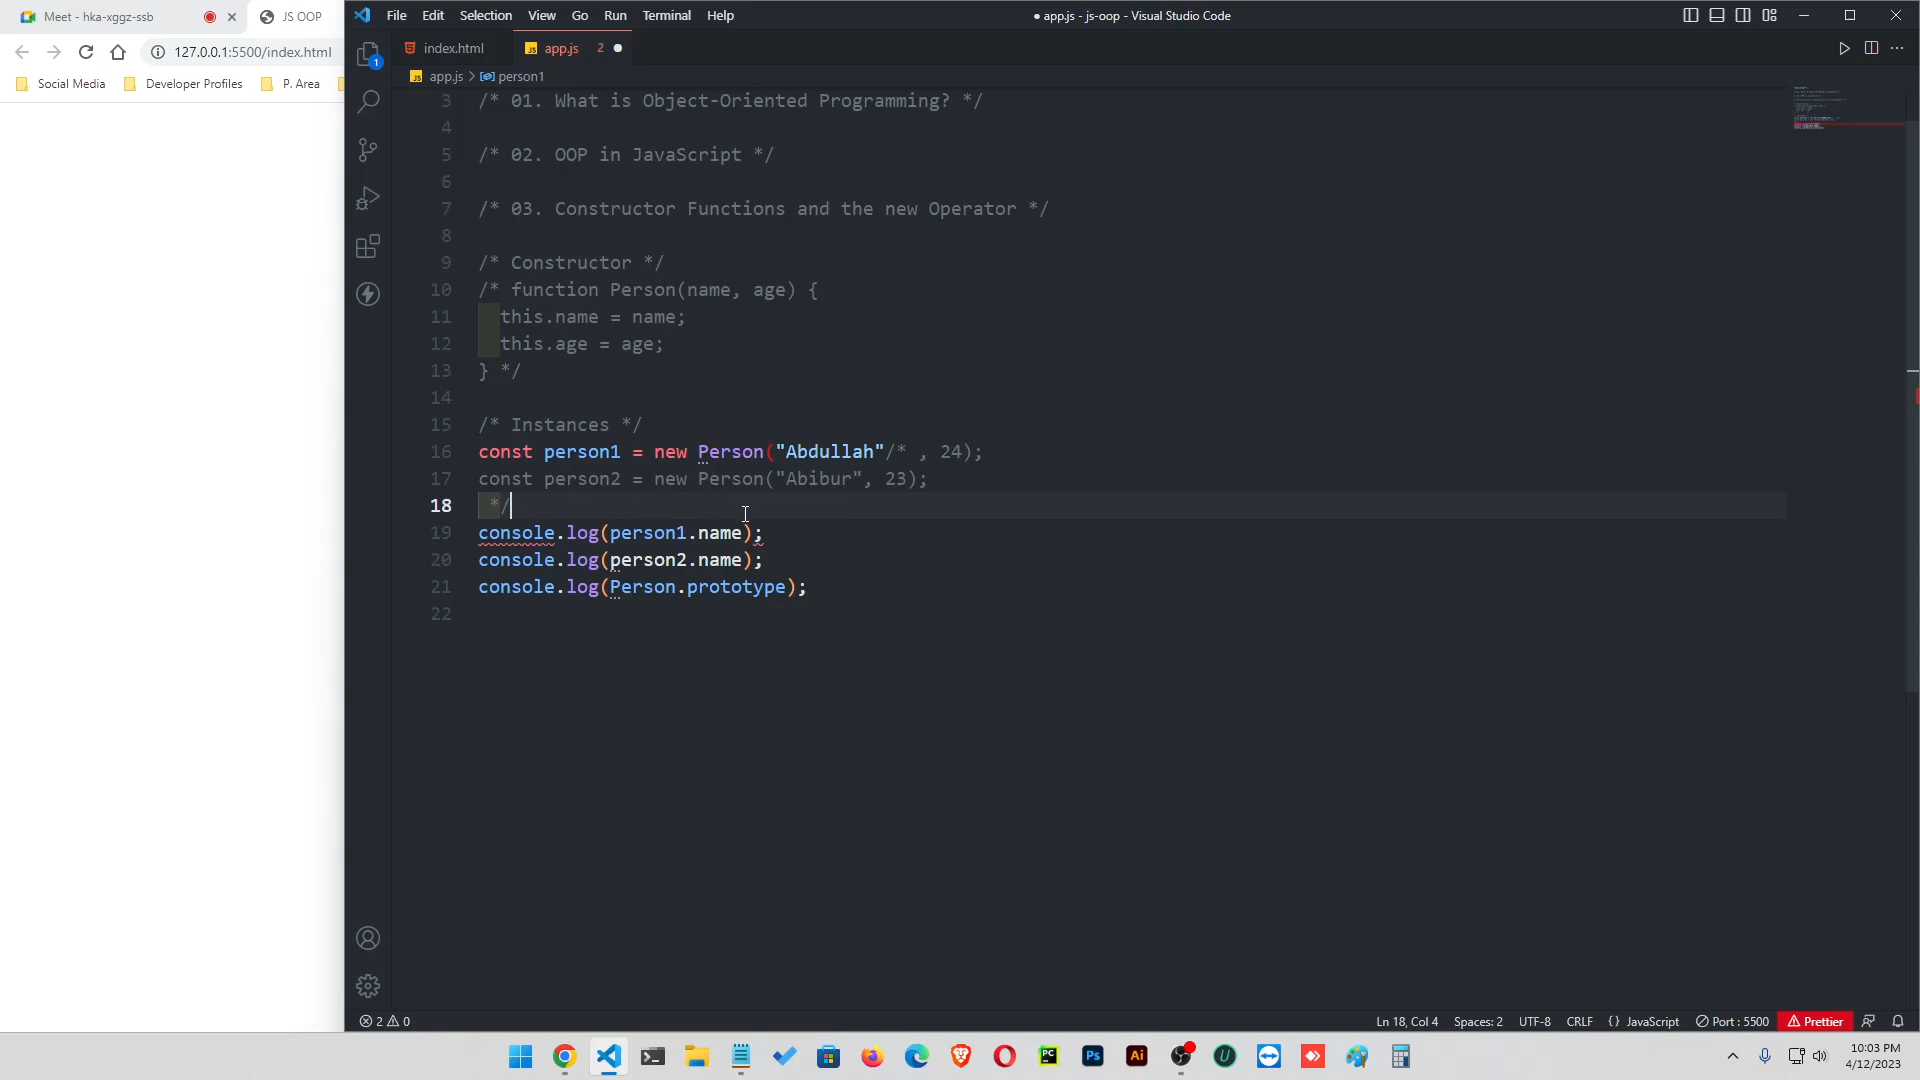 Meet - hka-xggz-ssb
JS OOP
127.0.0.1:5500/index.html
Social Media
Developer Profiles
P. Area
File Edit Selection View Go Run Terminal Help
● app.js - js-oop - Visual Studio Code
1
index.html
JS app.js 2 ●
JS app.js > person1
3 /* 01. What is Object-Oriented Programming? */
4
5 /* 02. OOP in JavaScript */
6
7 /* 03. Constructor Functions and the new Operator */
8
9 /* Constructor */
10 /* function Person(name, age) {
11 this.name = name;
12 this.age = age;
13 } */
14
15 /* Instances */
16 const person1 = new Person("Abdullah"/* , 24);
17 const person2 = new Person("Abibur", 23);
18 */
19 console.log(person1.name);
20 console.log(person2.name);
21 console.log(Person.prototype);
22
2 0
Ln 18, Col 4 Spaces: 2 UTF-8 CRLF {} JavaScript Port : 5500 Prettier
PC
Ps
Ai
U
10:03 PM
4/12/2023